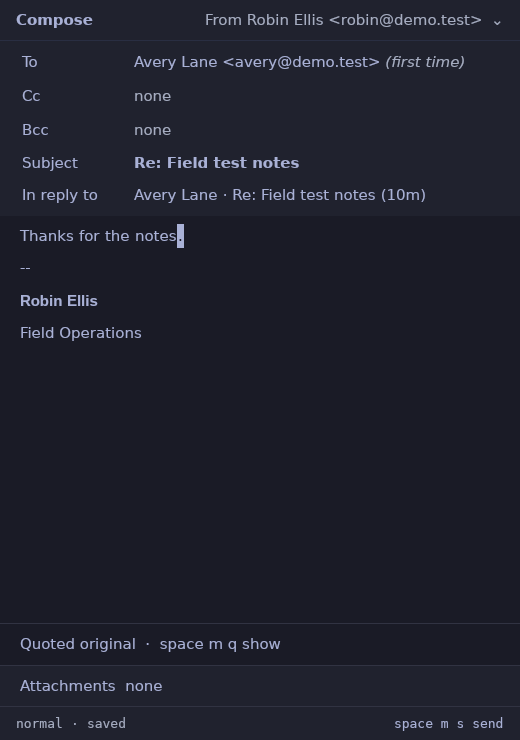 Compose From Robin Ellis <robin@demo.test> ⌄
To Avery Lane <avery@demo.test> (first time)
Cc none
Bcc none
Subject Re: Field test notes
In reply to Avery Lane · Re: Field test notes (10m)
Thanks for the notes.
--
Robin Ellis
Field Operations
Quoted original · space m q show
Attachments none
normal · saved space m s send